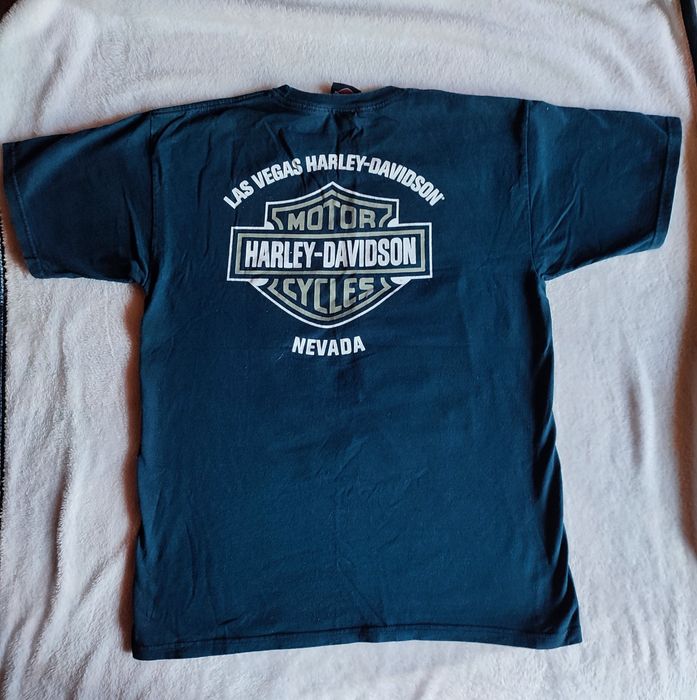 LAS VEGAS HARLEY-DAVIDSON
MOTOR
HARLEY-DAVIDSON
CYCLES
NEVADA